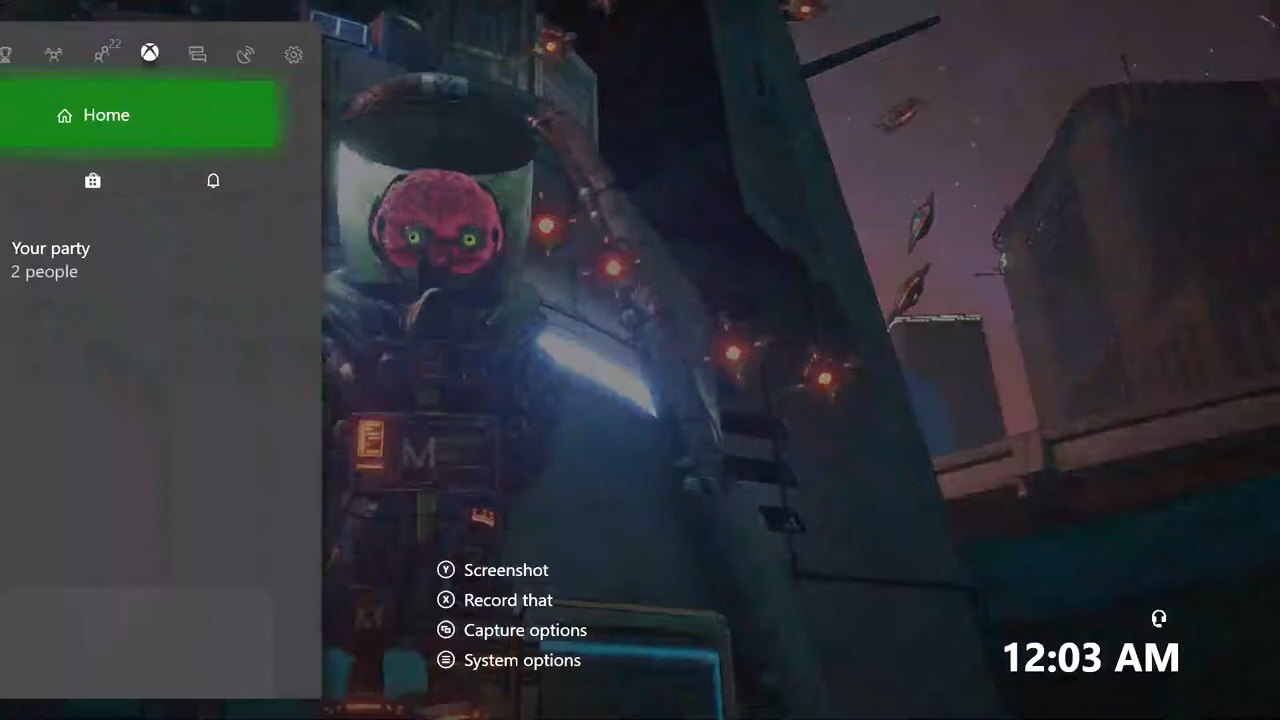 22
Home
Your party
2 people
E
M
Y Screenshot
X Record that
Capture options
System options
12:03 AM